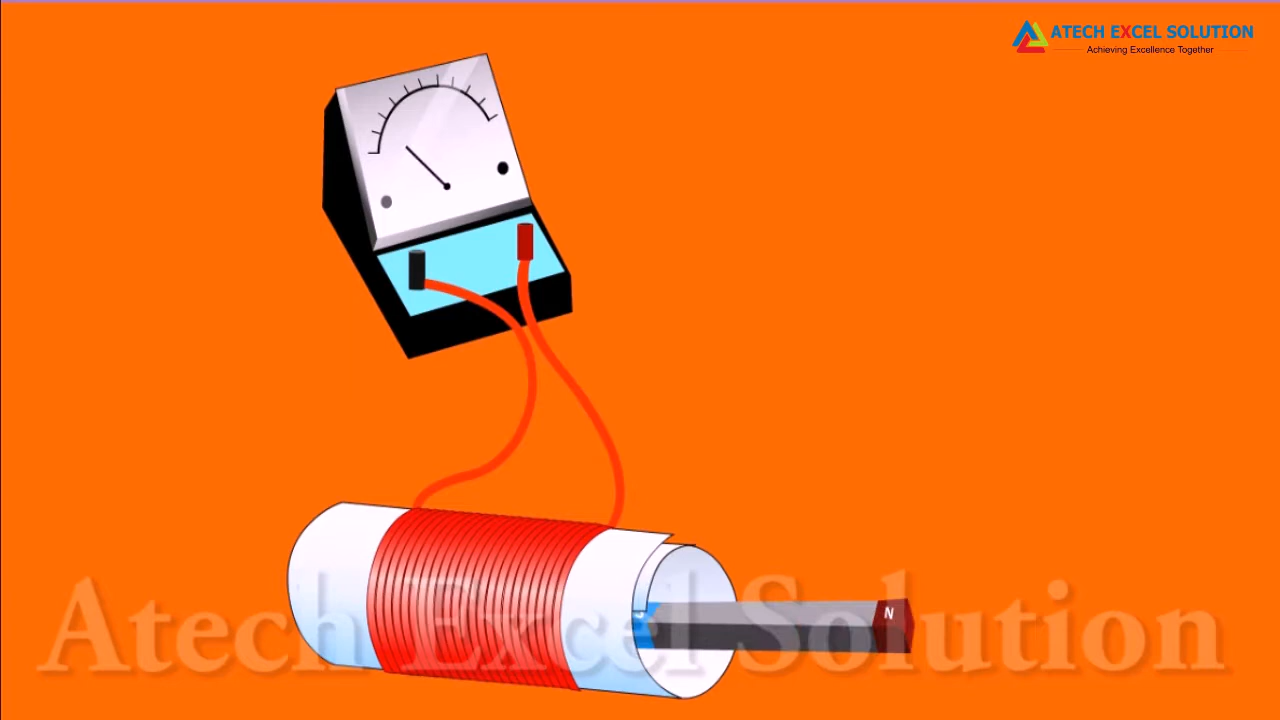 ATECH EXCEL SOLUTION
Achieving Excellence Together
N
Atech Excel Solution